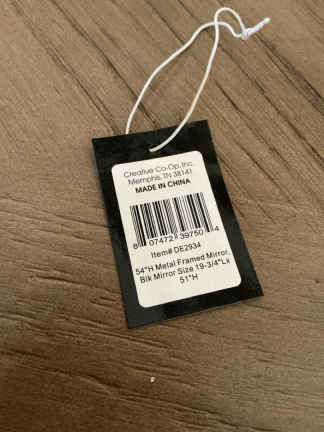 Creative Co-Op, Inc.
Memphis, TN 38141
MADE IN CHINA
8 07472 39750 4
Item# DE2934
54"H Metal Framed Mirror,
Blk Mirror Size 19-3/4"Lx
51"H